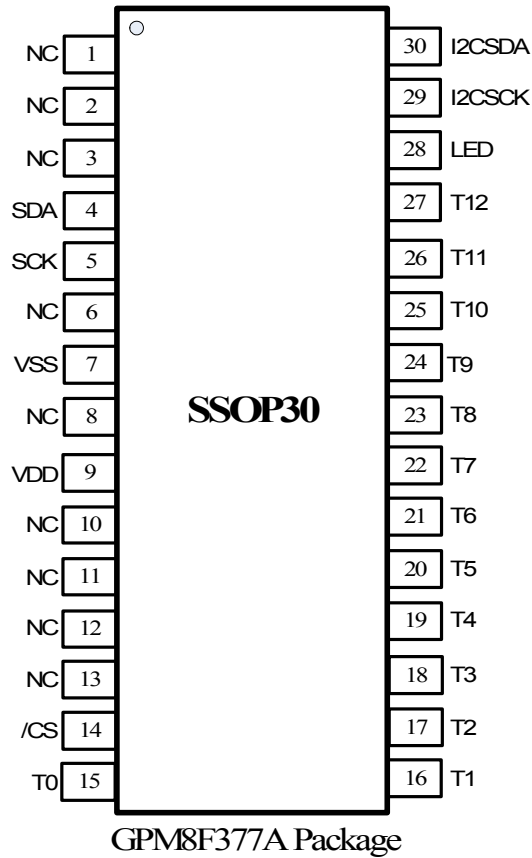 NC 1 30 I2CSDA
NC 2 29 I2CSCK
NC 3 28 LED
SDA 4 27 T12
SCK 5 26 T11
NC 6 25 T10
VSS 7 24 T9
NC 8 SSOP30 23 T8
VDD 9 22 T7
NC 10 21 T6
NC 11 20 T5
NC 12 19 T4
NC 13 18 T3
/CS 14 17 T2
T0 15 16 T1
GPM8F377A Package